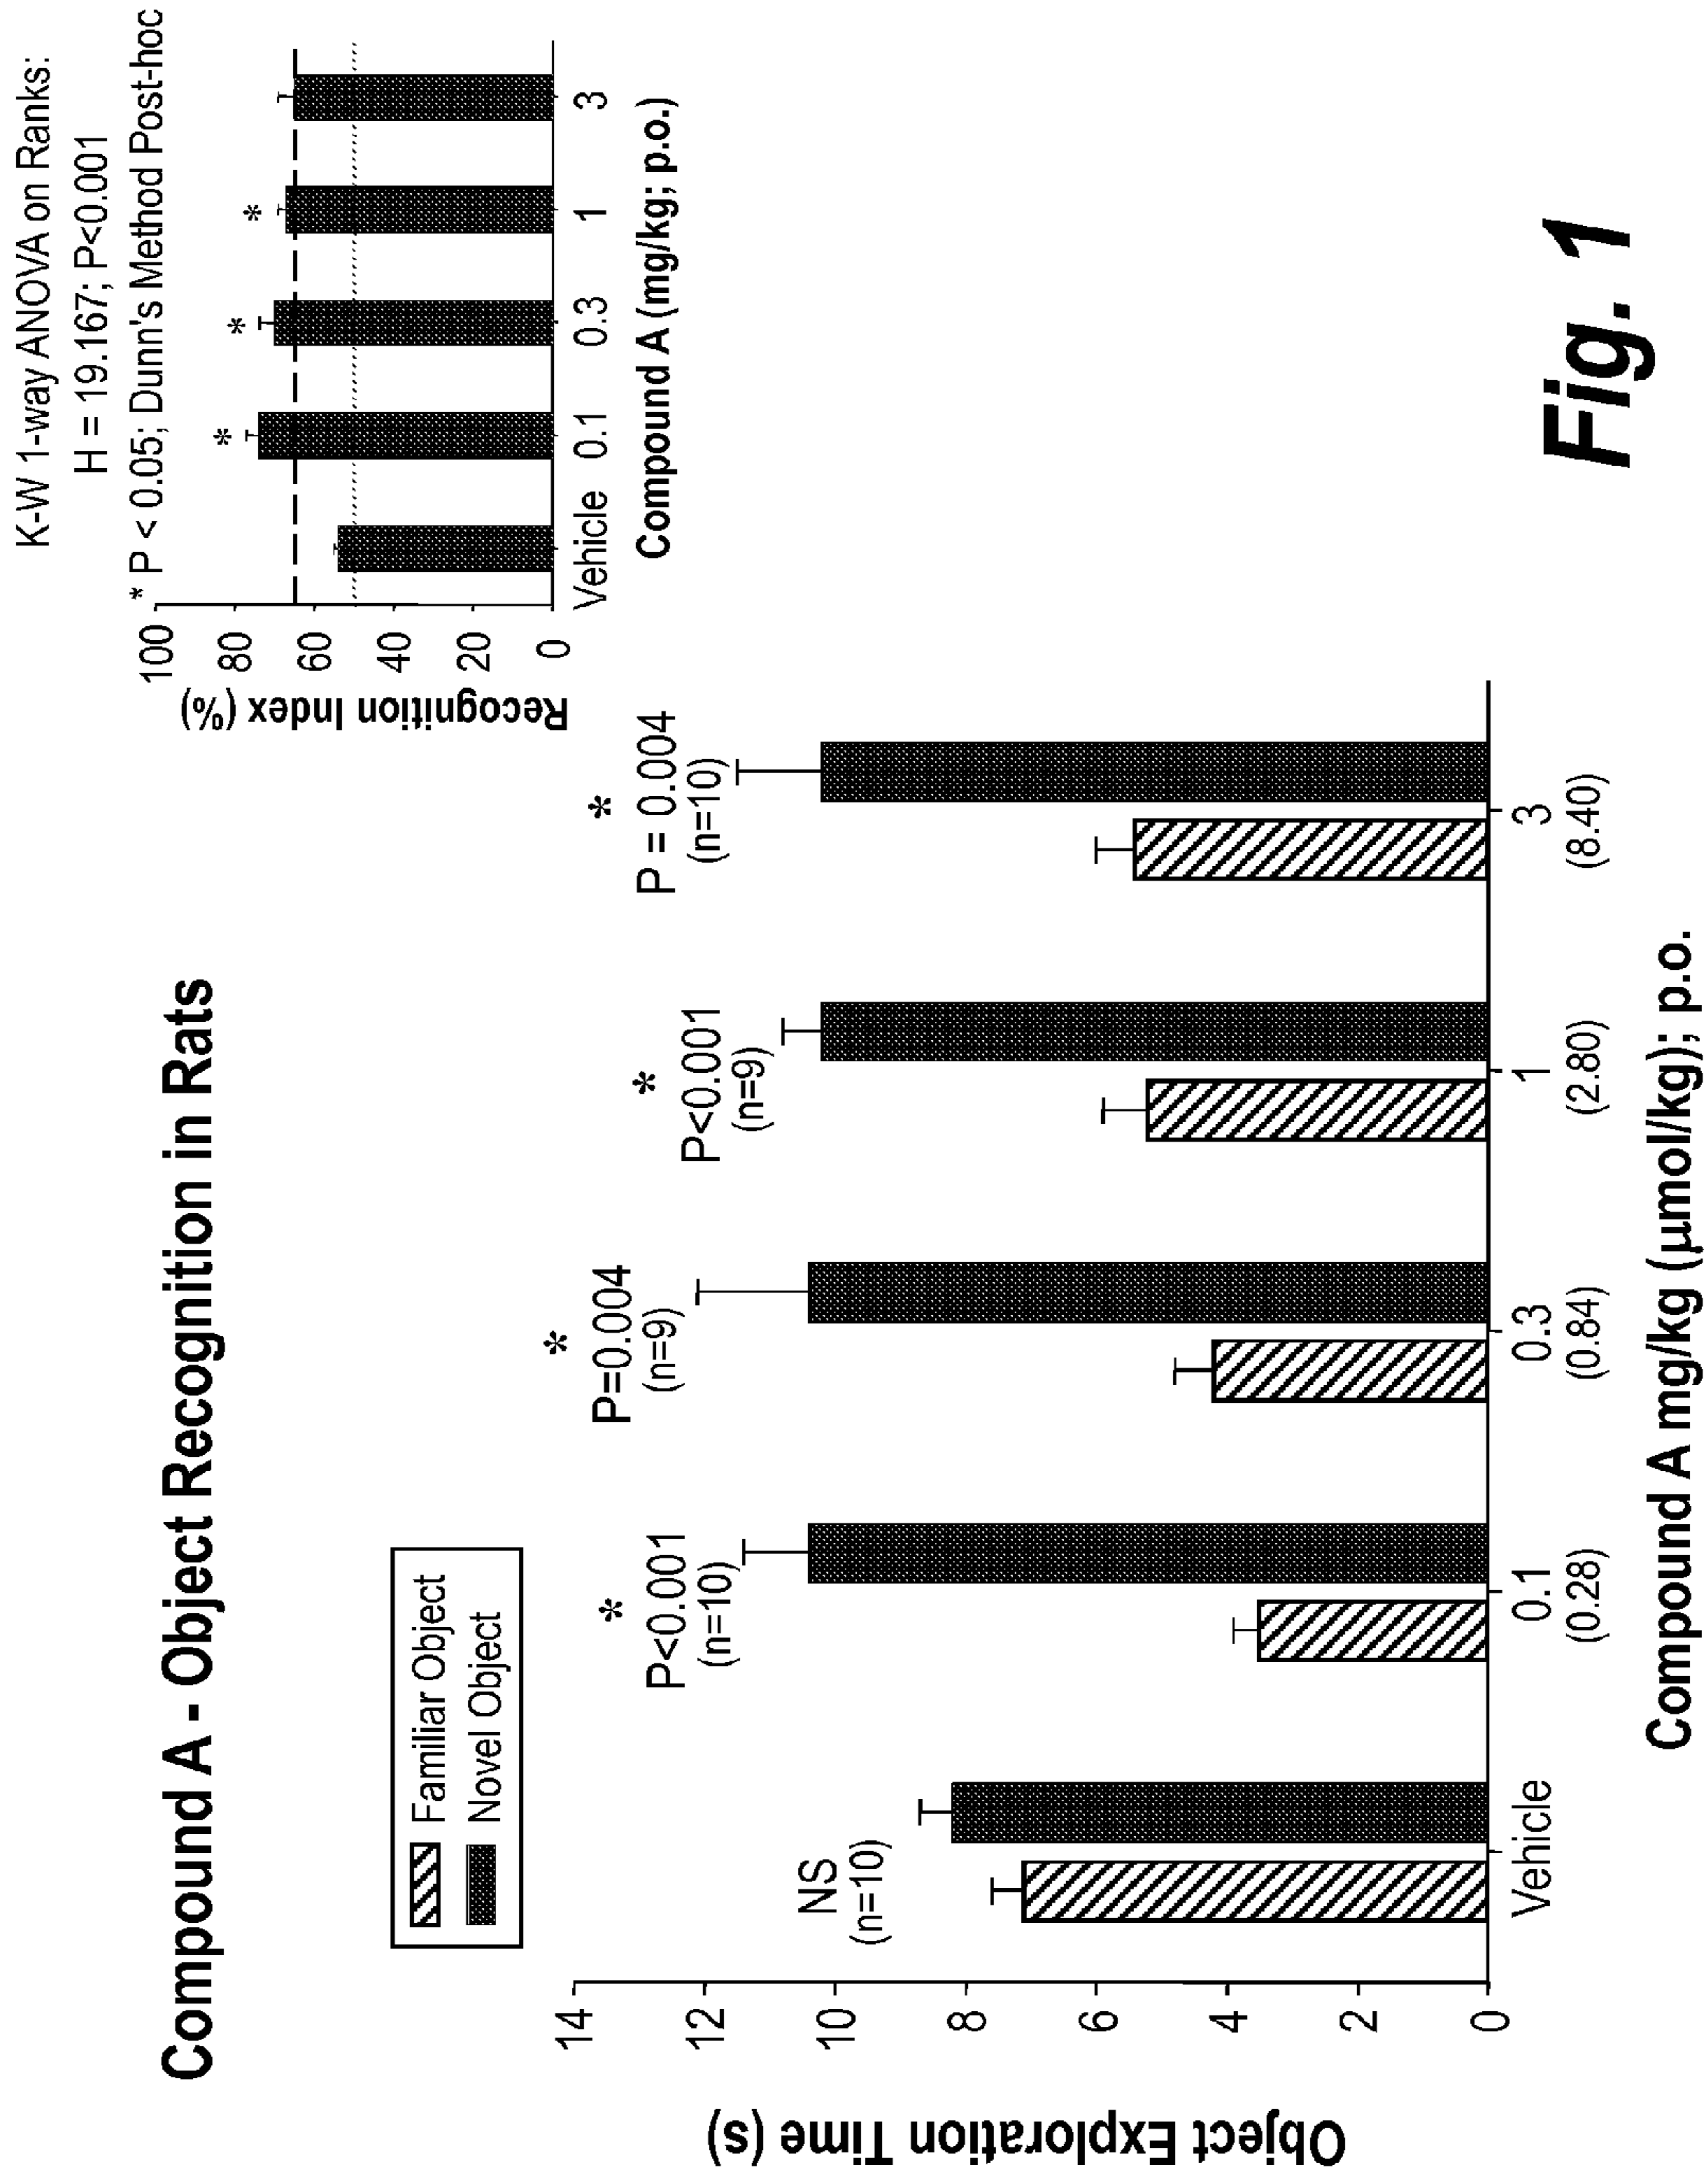 Compound A - Object Recognition in Rats
K-W 1-way ANOVA on Ranks:
H = 19.167; P<0.001
* P < 0.05; Dunn's Method Post-hoc
Recognition Index (%)
100
80
60
40
20
0
* * *
Vehicle 0.1 0.3 1 3
Compound A (mg/kg; p.o.)
Familiar Object
Novel Object
Object Exploration Time (s)
14
12
10
8
6
4
2
0
NS
(n=10)
*
P<0.001
(n=10)
*
P=0.004
(n=9)
*
P<0.001
(n=9)
*
P = 0.004
(n=10)
Vehicle 0.1 0.3 1 3
(0.28) (0.84) (2.80) (8.40)
Compound A mg/kg (µmol/kg); p.o.
Fig. 1